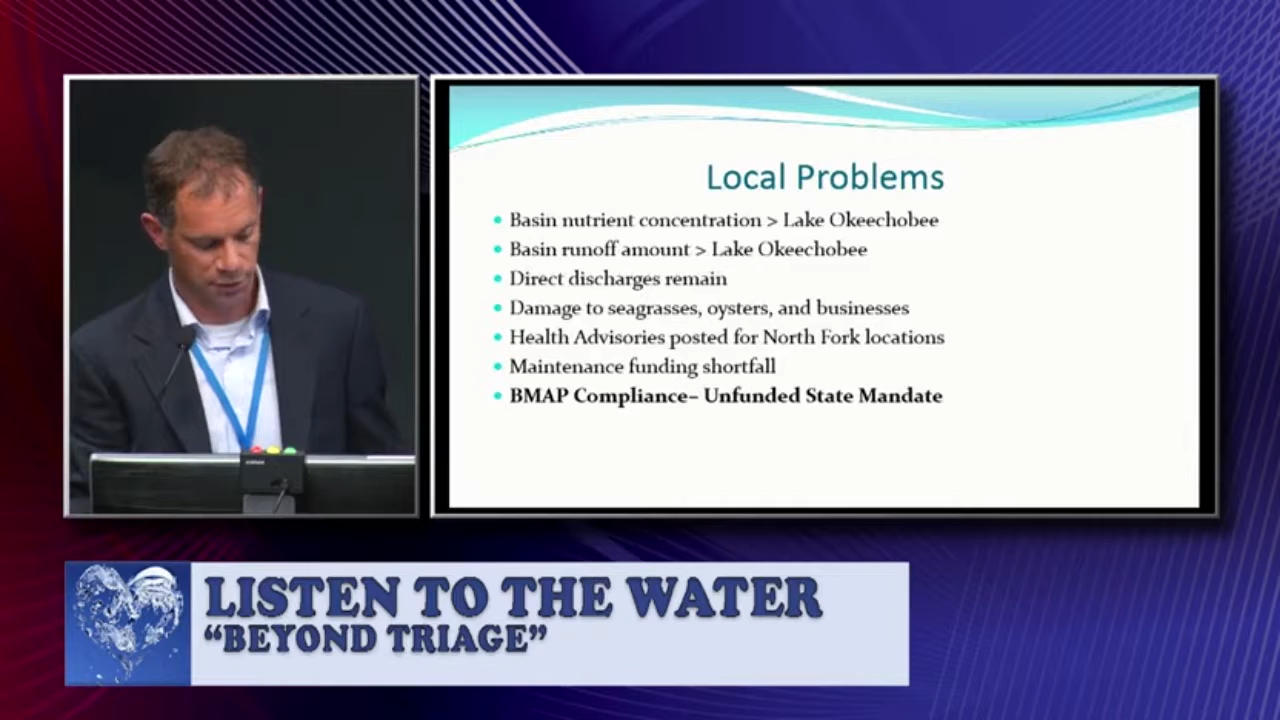 Local Problems
Basin nutrient concentration > Lake Okeechobee
Basin runoff amount > Lake Okeechobee
Direct discharges remain
Damage to seagrasses, oysters, and businesses
Health Advisories posted for North Fork locations
Maintenance funding shortfall
BMAP Compliance– Unfunded State Mandate
LISTEN TO THE WATER
“BEYOND TRIAGE”